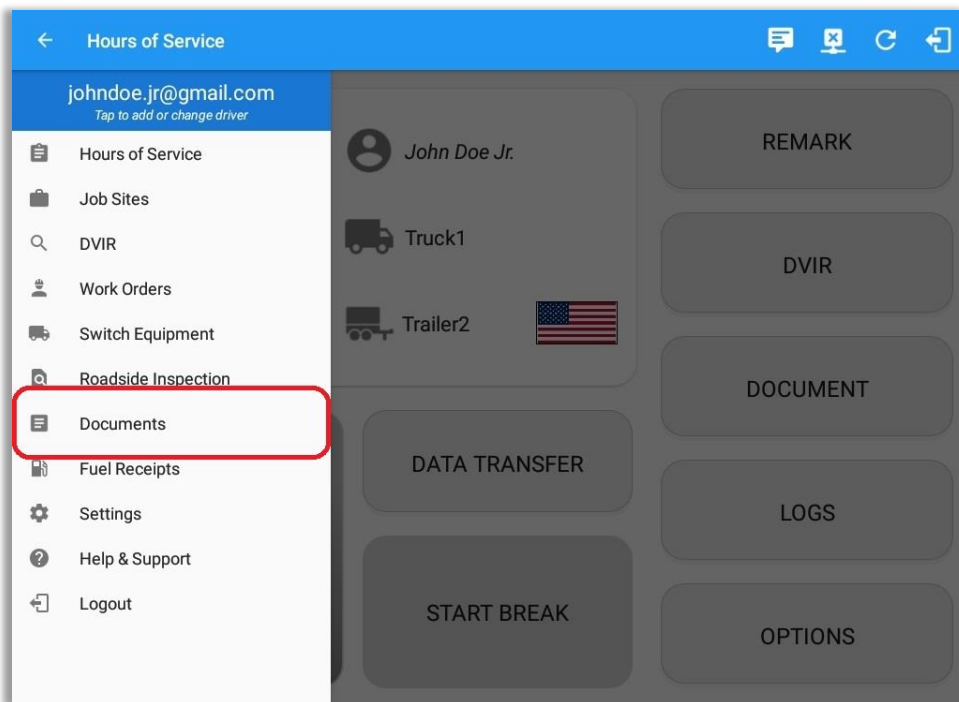 Hours of Service
johndoe.jr@gmail.com
Tap to add or change driver
Hours of Service
Job Sites
DVIR
Work Orders
Switch Equipment
Roadside Inspection
Documents
Fuel Receipts
Settings
Help & Support
Logout
John Doe Jr.
Truck1
Trailer2
DATA TRANSFER
START BREAK
REMARK
DVIR
DOCUMENT
LOGS
OPTIONS